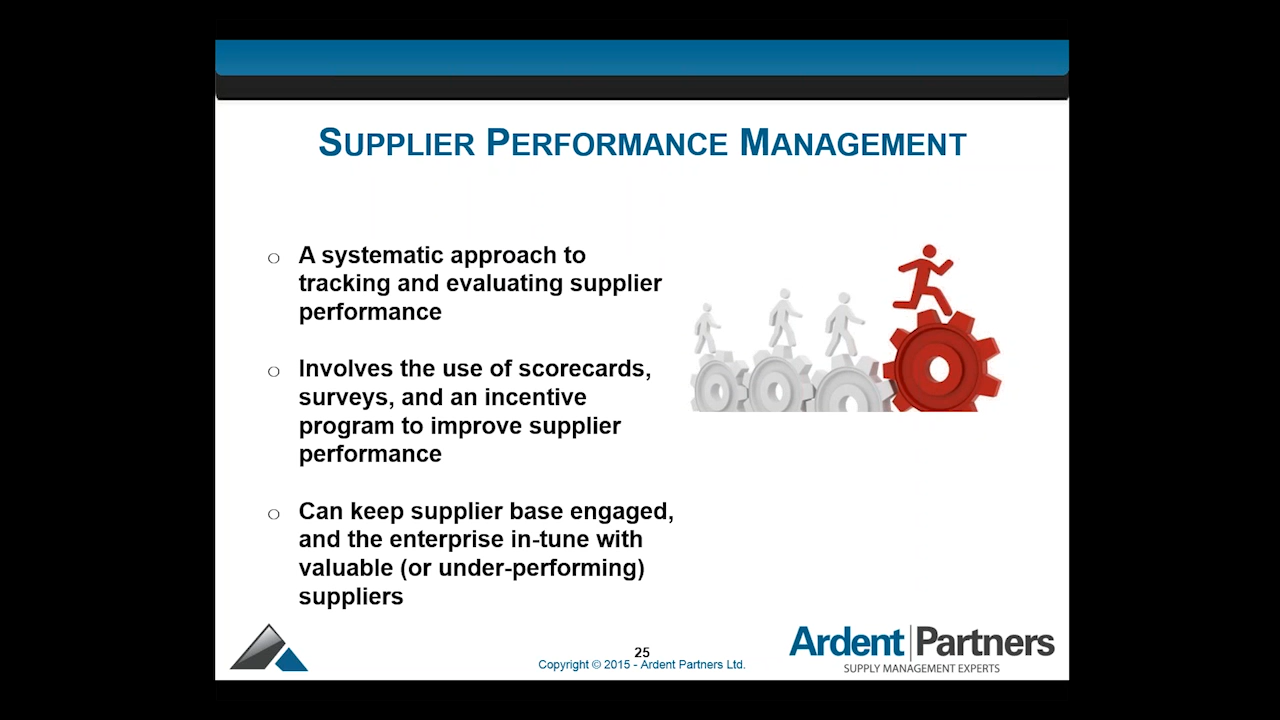 SUPPLIER PERFORMANCE MANAGEMENT
A systematic approach to
tracking and evaluating supplier
performance
Involves the use of scorecards,
surveys, and an incentive
program to improve supplier
performance
Can keep supplier base engaged,
and the enterprise in-tune with
valuable (or under-performing)
suppliers
25
Copyright © 2015 - Ardent Partners Ltd.
Ardent | Partners
SUPPLY MANAGEMENT EXPERTS